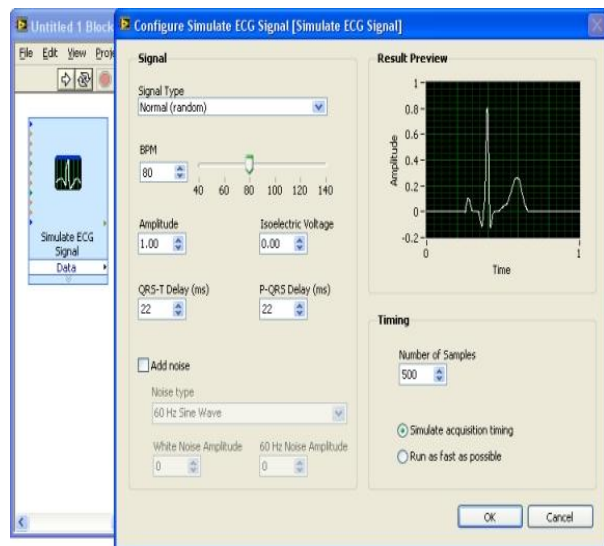 Untitled 1 Block
File Edit View Proje
Simulate ECG
Signal
Data
Configure Simulate ECG Signal [Simulate ECG Signal]
Signal
Signal Type
Normal (random)
BPM
80
40 60 80 100 120 140
Amplitude Isoelectric Voltage
1.00 0.00
QRS-T Delay (ms) P-QRS Delay (ms)
22 22
Add noise
Noise type
60 Hz Sine Wave
White Noise Amplitude 60 Hz Noise Amplitude
0 0
Result Preview
1
0.8
0.6
0.4
0.2
0
-0.2
Amplitude
0 1
Time
Timing
Number of Samples
500
Simulate acquisition timing
Run as fast as possible
OK Cancel